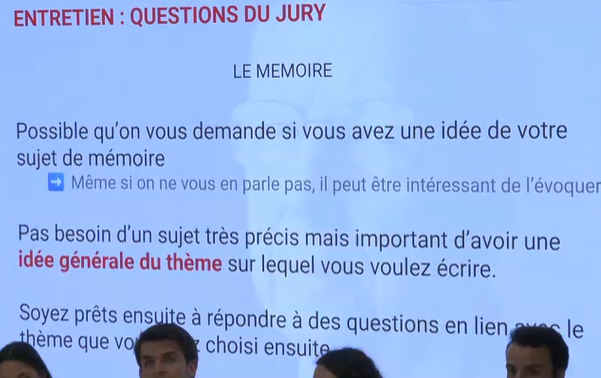 ENTRETIEN : QUESTIONS DU JURY
LE MEMOIRE
Possible qu'on vous demande si vous avez une idée de votre
sujet de mémoire
Même si on ne vous en parle pas, il peut être intéressant de l'évoquer
Pas besoin d'un sujet très précis mais important d'avoir une
idée générale du thème sur lequel vous voulez écrire.
Soyez prêts ensuite à répondre à des questions en lien avec le
thème que choisi ensuite